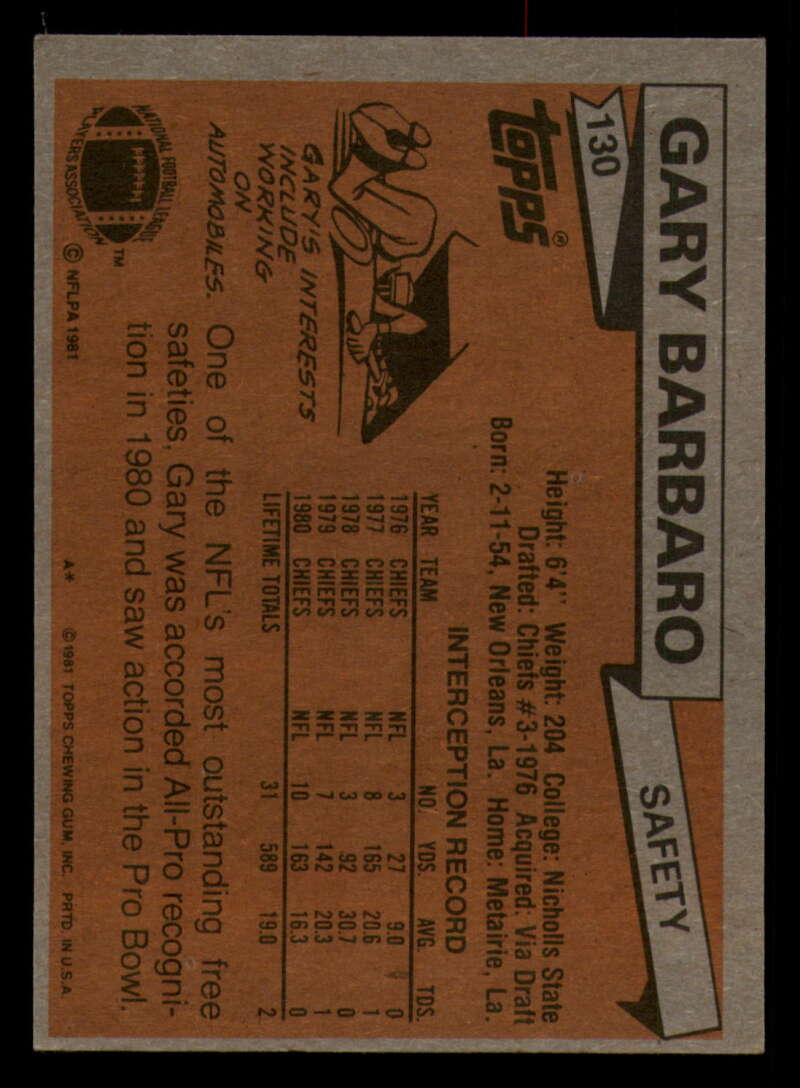 GARY BARBARO
SAFETY
130
TOPPS®
Height: 6'4" Weight: 204 College: Nicholls State
Drafted: Chiefs #3-1976 Acquired: Via Draft
Born: 2-11-54, New Orleans, La. Home: Metairie, La.
INTERCEPTION RECORD
YEAR TEAM NO. YDS. AVG. TDS.
1976 CHIEFS NFL 3 27 9.0 0
1977 CHIEFS NFL 8 165 20.6 1
1978 CHIEFS NFL 3 92 30.7 0
1979 CHIEFS NFL 7 142 20.3 1
1980 CHIEFS NFL 10 163 16.3 0
LIFETIME TOTALS 31 589 19.0 2
GARY'S INTERESTS
INCLUDE
WORKING
ON
AUTOMOBILES.
One of the NFL's most outstanding free
safeties, Gary was accorded All-Pro recogni-
tion in 1980 and saw action in the Pro Bowl.
NATIONAL FOOTBALL LEAGUE
PLAYERS ASSOCIATION
TM
© NFLPA 1981
A* ©1981 TOPPS CHEWING GUM, INC. PRTD. IN U.S.A.